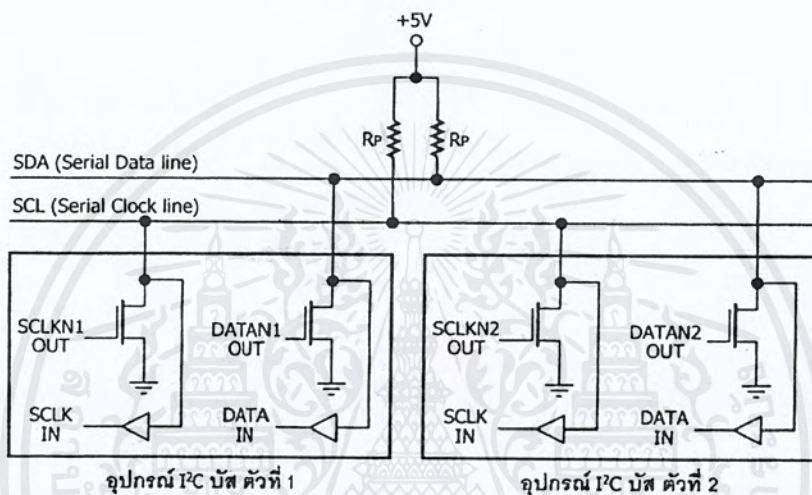 +5V
RP RP
SDA (Serial Data line)
SCL (Serial Clock line)
SCLKN1 OUT
DATAN1 OUT
SCLKN2 OUT
DATAN2 OUT
SCLK IN
DATA IN
SCLK IN
DATA IN
อุปกรณ์ I²C บัส ตัวที่ 1
อุปกรณ์ I²C บัส ตัวที่ 2